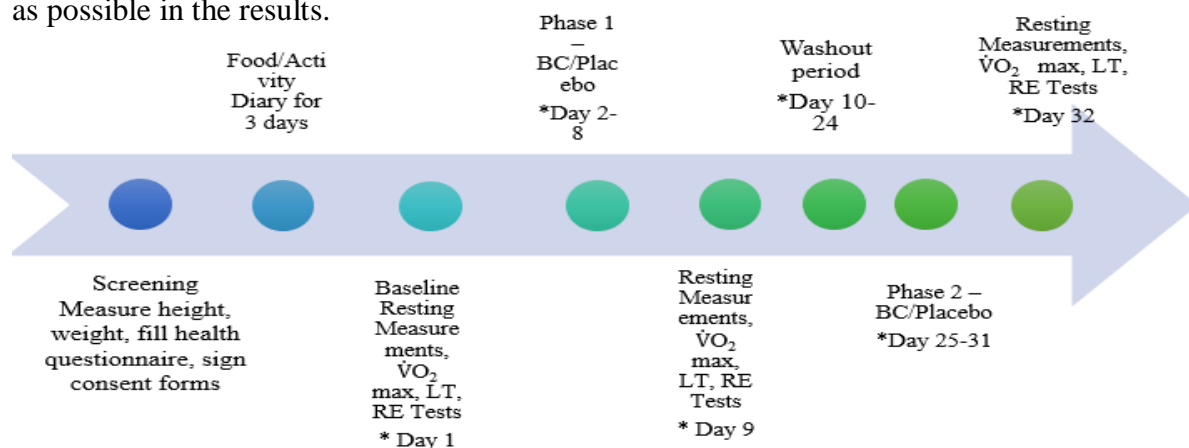 as possible in the results.
Food/Acti
vity
Diary for
3 days
Phase 1
–
BC/Plac
ebo
*Day 2-
8
Washout
period
*Day 10-
24
Resting
Measurements,
V̇O₂ max, LT,
RE Tests
*Day 32
Screening
Measure height,
weight, fill health
questionnaire, sign
consent forms
Baseline
Resting
Measure
ments,
V̇O₂
max, LT,
RE Tests
* Day 1
Resting
Measur
ements,
V̇O₂
max,
LT, RE
Tests
* Day 9
Phase 2 –
BC/Placebo
*Day 25-31